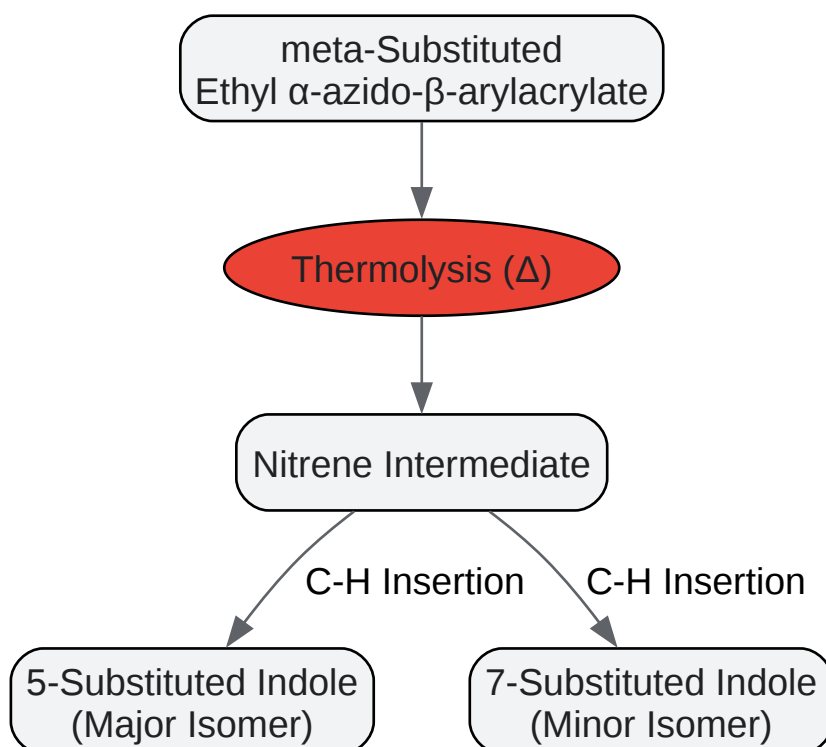 meta-Substituted
Ethyl α-azido-β-arylacrylate
Thermolysis (Δ)
Nitrene Intermediate
C-H Insertion
C-H Insertion
5-Substituted Indole
(Major Isomer)
7-Substituted Indole
(Minor Isomer)